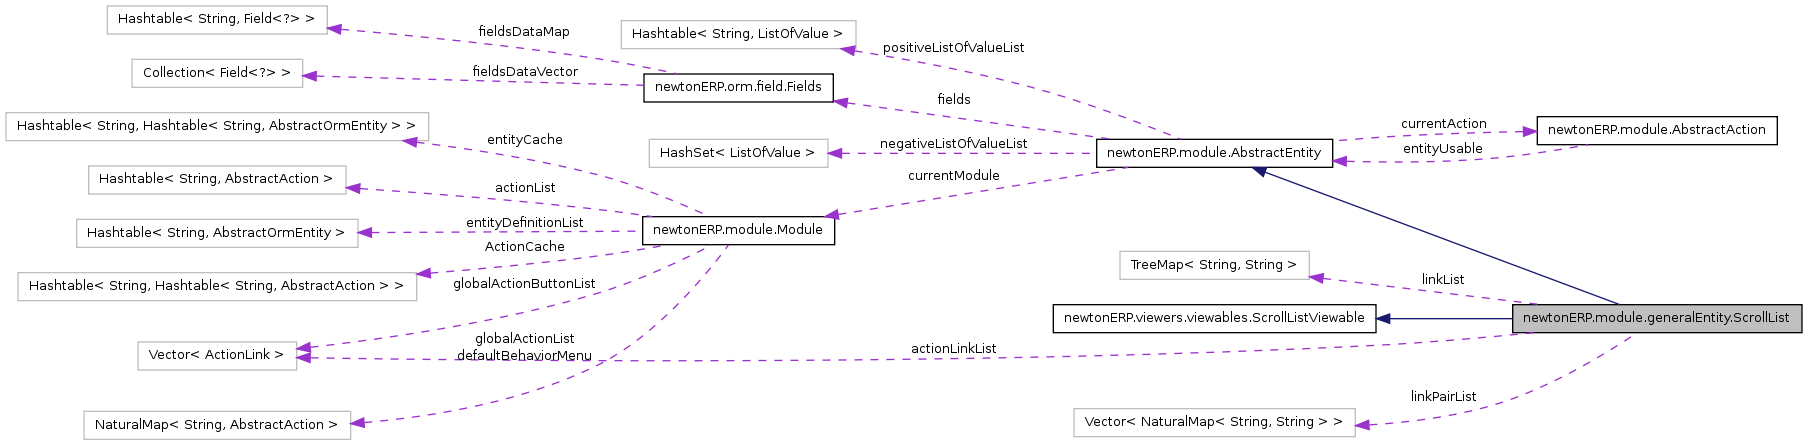 Hashtable< String, Field<?> >
fieldsDataMap
Hashtable< String, ListOfValue >
positiveListOfValueList
Collection< Field<?> >
fieldsDataVector
newtonERP.orm.field.Fields
fields
Hashtable< String, Hashtable< String, AbstractOrmEntity > >
entityCache
HashSet< ListOfValue >
negativeListOfValueList
newtonERP.module.AbstractEntity
currentAction
entityUsable
newtonERP.module.AbstractAction
Hashtable< String, AbstractAction >
actionList
currentModule
Hashtable< String, AbstractOrmEntity >
entityDefinitionList
newtonERP.module.Module
ActionCache
TreeMap< String, String >
linkList
Hashtable< String, Hashtable< String, AbstractAction > >
globalActionButtonList
newtonERP.viewers.viewables.ScrollListViewable
newtonERP.module.generalEntity.ScrollList
Vector< ActionLink >
globalActionList
defaultBehaviorMenu
actionLinkList
linkPairList
NaturalMap< String, AbstractAction >
Vector< NaturalMap< String, String > >